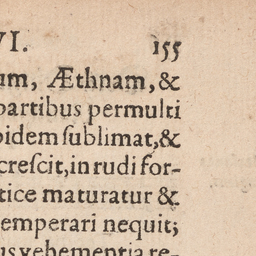 VI. 155
um, Æthnam, &
partibus permulti
pidem ſublimat, &
creſcit, in rudi for-
tice maturatur &
emperari nequit;
us vehementia re-